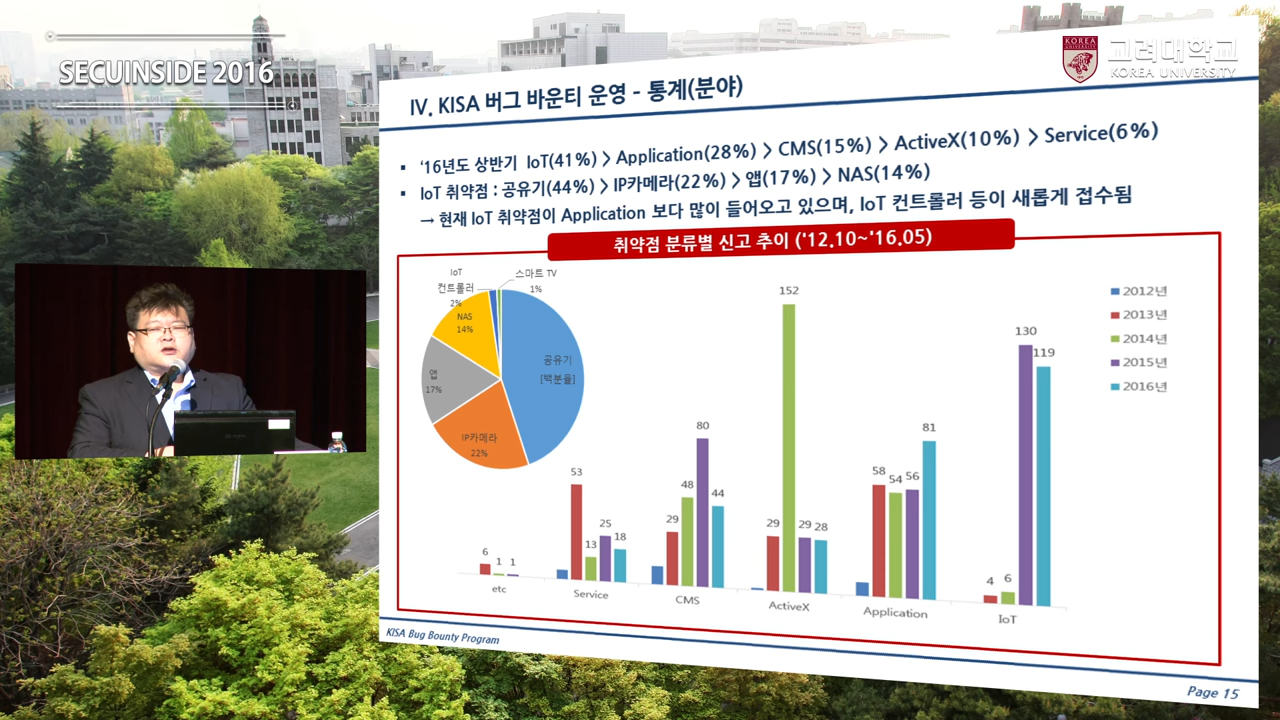 SECUINSIDE 2016
KOREA
UNIVERSITY
고려대학교
KOREA UNIVERSITY
IV. KISA 버그 바운티 운영 - 통계(분야)
▪ '16년도 상반기 IoT(41%) > Application(28%) > CMS(15%) > ActiveX(10%) > Service(6%)
▪ IoT 취약점 : 공유기(44%) > IP카메라(22%) > 앱(17%) > NAS(14%)
→ 현재 IoT 취약점이 Application 보다 많이 들어오고 있으며, IoT 컨트롤러 등이 새롭게 접수됨
취약점 분류별 신고 추이 ('12.10~'16.05)
IoT
컨트롤러
2%
스마트 TV
1%
NAS
14%
공유기
[백분율]
앱
17%
IP카메라
22%
2012년
2013년
2014년
2015년
2016년
6
1
1
etc
53
13
25
18
Service
29
48
80
44
CMS
29
152
29
28
ActiveX
58
54
56
81
Application
4
6
130
119
IoT
KISA Bug Bounty Program
Page 15